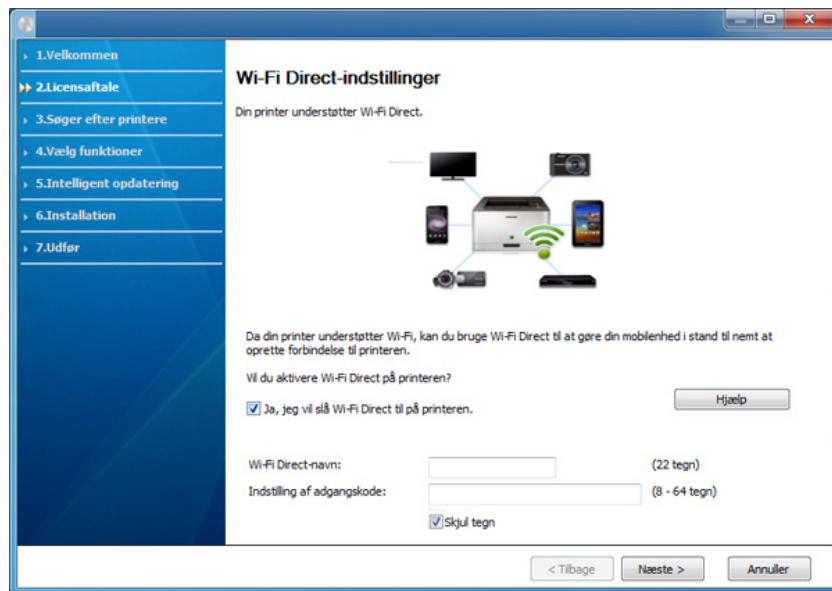 1.Velkommen
2.Licensaftale
3.Søger efter printere
4.Vælg funktioner
5.Intelligent opdatering
6.Installation
7.Udfør
Wi-Fi Direct-indstillinger
Din printer understøtter Wi-Fi Direct.
Da din printer understøtter Wi-Fi, kan du bruge Wi-Fi Direct til at gøre din mobilenhed i stand til nemt at
oprette forbindelse til printeren.
Vil du aktivere Wi-Fi Direct på printeren?
Ja, jeg vil slå Wi-Fi Direct til på printeren.
Hjælp
Wi-Fi Direct-navn:
(22 tegn)
Indstilling af adgangskode:
(8 - 64 tegn)
Skjul tegn
< Tilbage
Næste >
Annuller